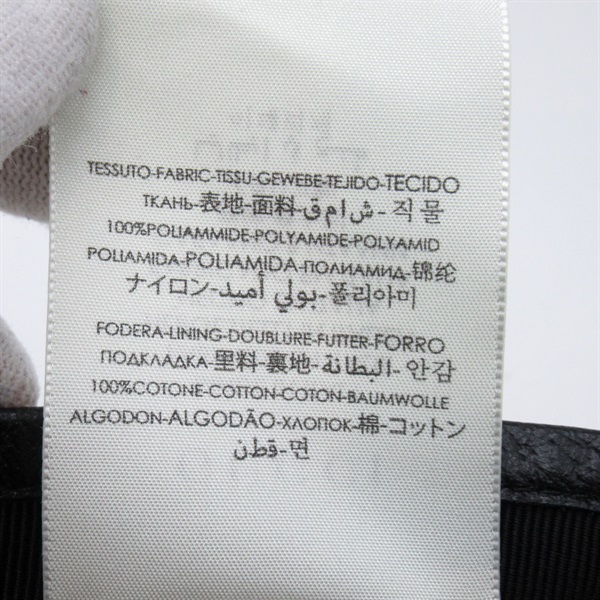 TESSUTO-FABRIC-TISSU-GEWEBE-TEJIDO-TECIDO
ТКАНЬ-表地-面料-ق م ا ش-직물
100%POLIAMMIDE-POLYAMIDE-POLYAMID
POLIAMIDA-POLIAMIDA-ПОЛИАМИД-锦纶
ナイロン-بولي أميد-폴리아미
FODERA-LINING-DOUBLURE-FUTTER-FORRO
ПОДКЛАДКА-里料-裏地-البطانة-안감
100%COTONE-COTTON-COTON-BAUMWOLLE
ALGODON-ALGODÃO-ХЛОПОК-棉-コットン
قطن-면